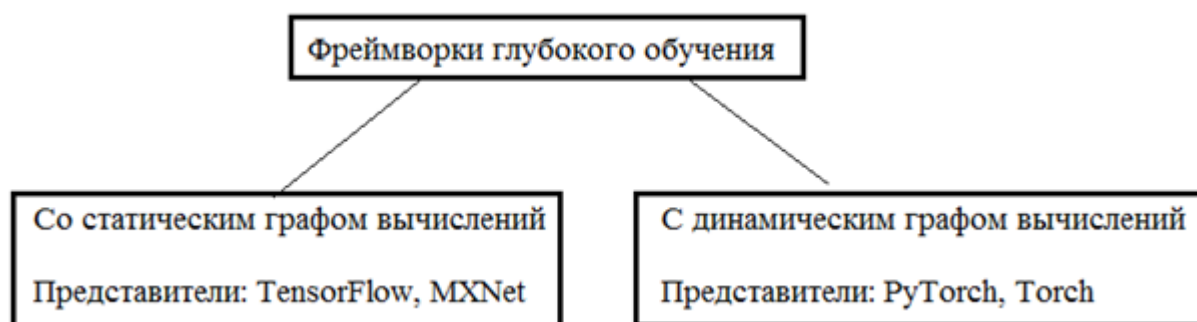 Фреймворки глубокого обучения
Со статическим графом вычислений
Представители: TensorFlow, MXNet
С динамическим графом вычислений
Представители: PyTorch, Torch